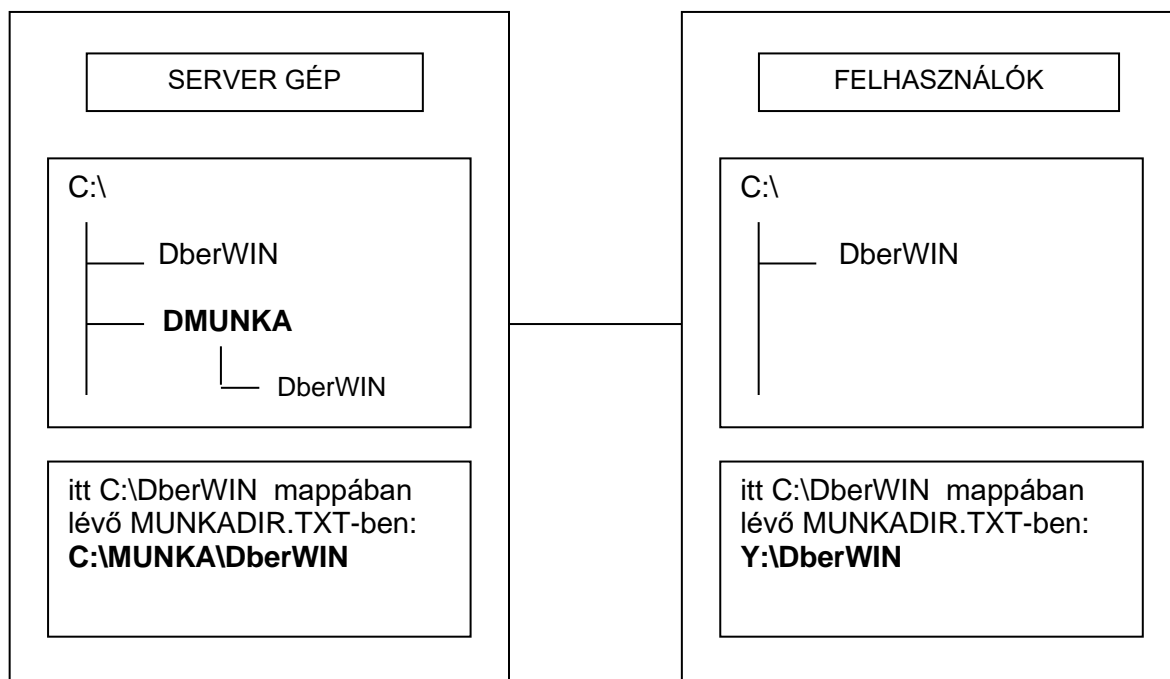 SERVER GÉP
C:\
DberWIN
DMUNKA
DberWIN
itt C:\DberWIN mappában
lévő MUNKADIR.TXT-ben:
C:\MUNKA\DberWIN
FELHASZNÁLÓK
C:\
DberWIN
itt C:\DberWIN mappában
lévő MUNKADIR.TXT-ben:
Y:\DberWIN